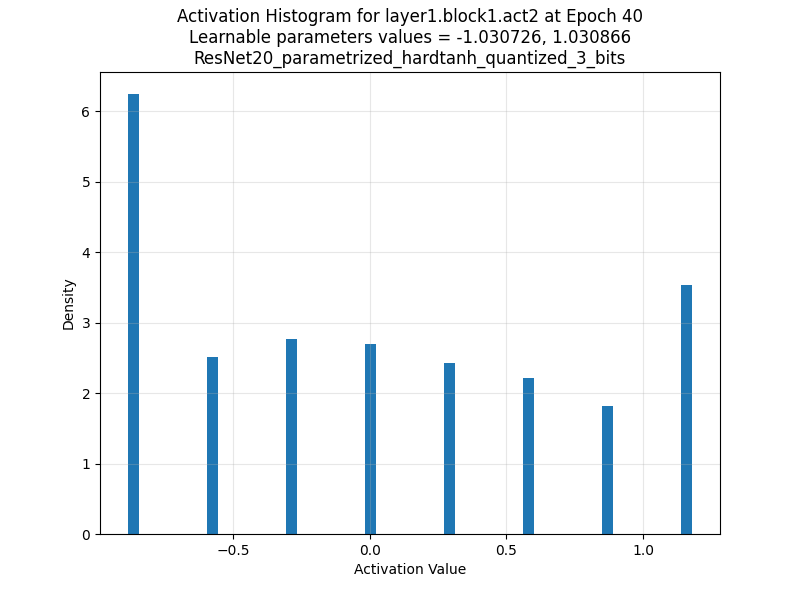 Activation Histogram for layer1.block1.act2 at Epoch 40
Learnable parameters values = -1.030726, 1.030866
ResNet20_parametrized_hardtanh_quantized_3_bits
6
5
4
3
2
1
0
Density
−0.5 0.0 0.5 1.0
Activation Value